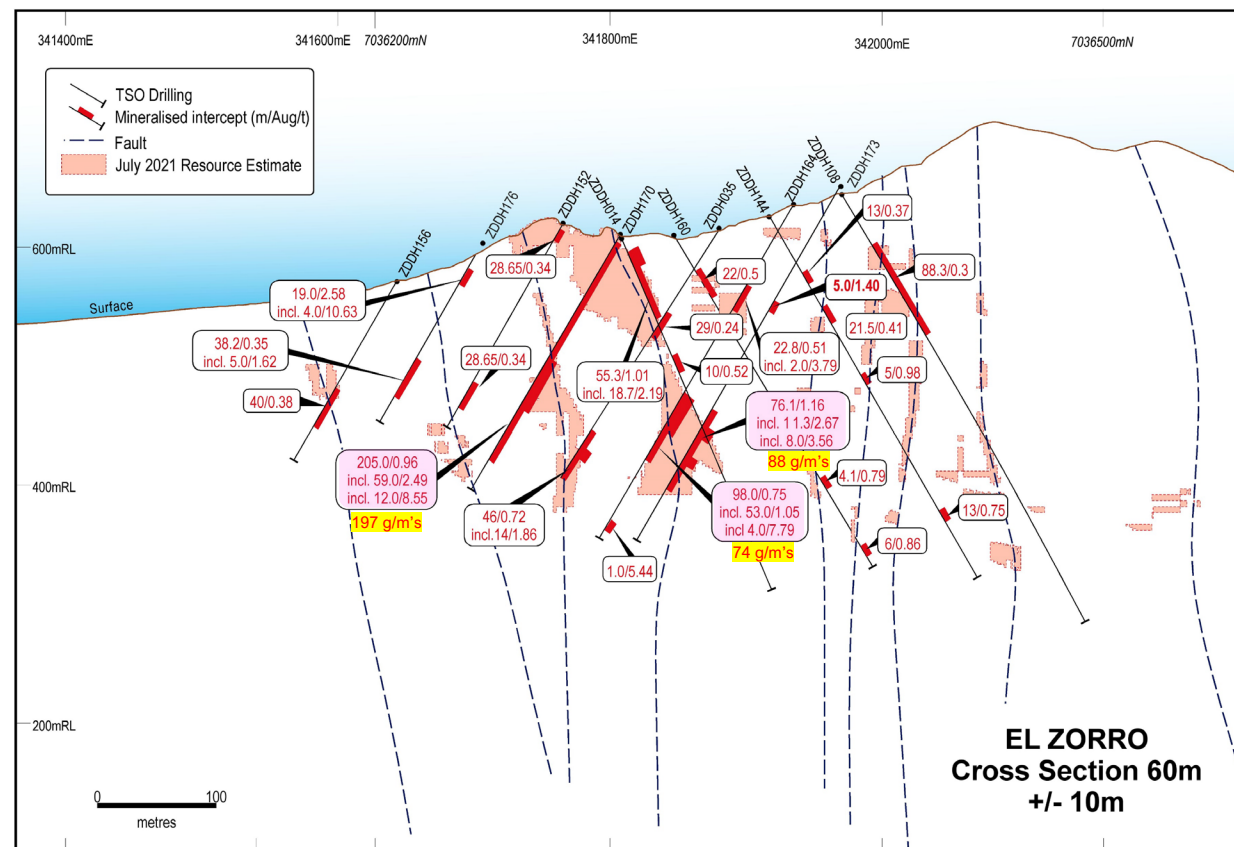 341400mE
341600mE
7036200mN
341800mE
342000mE
7036500mN
TSO Drilling
Mineralised intercept (m/Aug/t)
Fault
July 2021 Resource Estimate
ZDDH156
ZDDH176
ZDDH152
ZDDH014
ZDDH170
ZDDH160
ZDDH035
ZDDH144
ZDDH164
ZDDH108
ZDDH173
600mRL
Surface
400mRL
200mRL
19.0/2.58
incl. 4.0/10.63
28.65/0.34
38.2/0.35
incl. 5.0/1.62
28.65/0.34
40/0.38
205.0/0.96
incl. 59.0/2.49
incl. 12.0/8.55
197 g/m's
46/0.72
incl.14/1.86
55.3/1.01
incl. 18.7/2.19
1.0/5.44
22/0.5
29/0.24
10/0.52
13/0.37
5.0/1.40
88.3/0.3
21.5/0.41
22.8/0.51
incl. 2.0/3.79
5/0.98
76.1/1.16
incl. 11.3/2.67
incl. 8.0/3.56
88 g/m's
98.0/0.75
incl. 53.0/1.05
incl 4.0/7.79
74 g/m's
4.1/0.79
13/0.75
6/0.86
0
100
metres
EL ZORRO
Cross Section 60m
+/- 10m